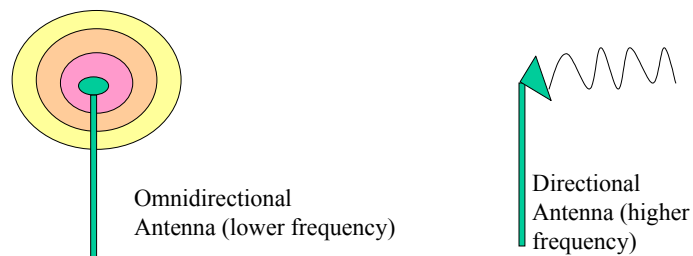 Omnidirectional
Antenna (lower frequency)
Directional
Antenna (higher
frequency)